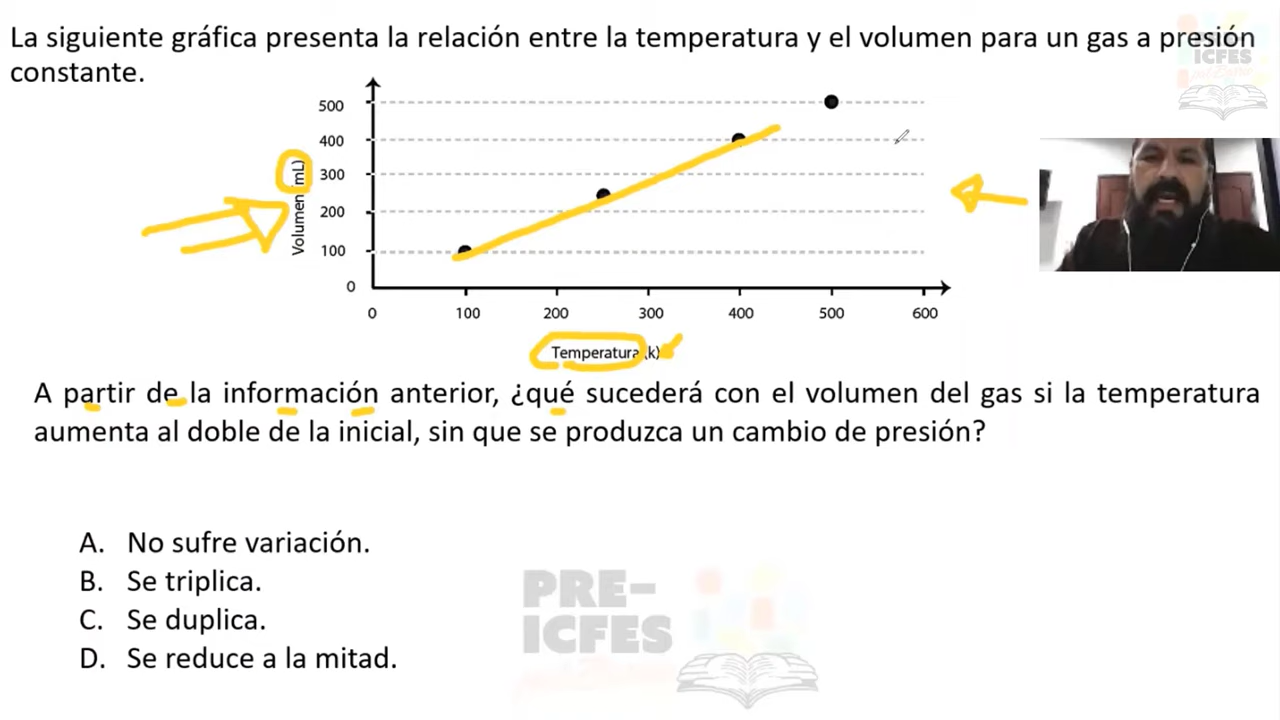 La siguiente gráfica presenta la relación entre la temperatura y el volumen para un gas a presión
constante.
ICFES
500
400
300
200
100
0
Volumen (mL)
0 100 200 300 400 500 600
Temperatura (k)
A partir de la información anterior, ¿qué sucederá con el volumen del gas si la temperatura
aumenta al doble de la inicial, sin que se produzca un cambio de presión?
A. No sufre variación.
B. Se triplica.
C. Se duplica.
D. Se reduce a la mitad.
PRE-
ICFES